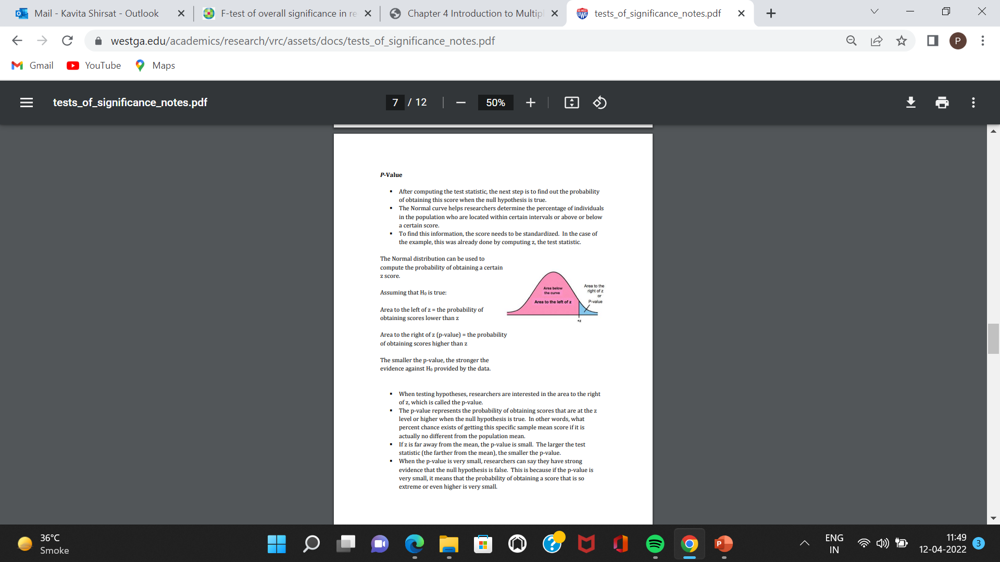 Mail - Kavita Shirsat - Outlook
F-test of overall significance in re
Chapter 4 Introduction to Multipl
tests_of_significance_notes.pdf
westga.edu/academics/research/vrc/assets/docs/tests_of_significance_notes.pdf
P
Gmail
YouTube
Maps
tests_of_significance_notes.pdf
7 / 12
50%
P-Value
▪ After computing the test statistic, the next step is to find out the probability
of obtaining this score when the null hypothesis is true.
▪ The Normal curve helps researchers determine the percentage of individuals
in the population who are located within certain intervals or above or below
a certain score.
▪ To find this information, the score needs to be standardized. In the case of
the example, this was already done by computing z, the test statistic.
The Normal distribution can be used to
compute the probability of obtaining a certain
z score.
Assuming that H₀ is true:
Area to the left of z = the probability of
obtaining scores lower than z
Area to the right of z (p-value) = the probability
of obtaining scores higher than z
The smaller the p-value, the stronger the
evidence against H₀ provided by the data.
Area below
the curve
Area to the left of z
Area to the
right of z
or
P-value
+z
▪ When testing hypotheses, researchers are interested in the area to the right
of z, which is called the p-value.
▪ The p-value represents the probability of obtaining scores that are at the z
level or higher when the null hypothesis is true. In other words, what
percent chance exists of getting this specific sample mean score if it is
actually no different from the population mean.
▪ If z is far away from the mean, the p-value is small. The larger the test
statistic (the farther from the mean), the smaller the p-value.
▪ When the p-value is very small, researchers can say they have strong
evidence that the null hypothesis is false. This is because if the p-value is
very small, it means that the probability of obtaining a score that is so
extreme or even higher is very small.
36°C
Smoke
ENG
IN
11:49
12-04-2022
3